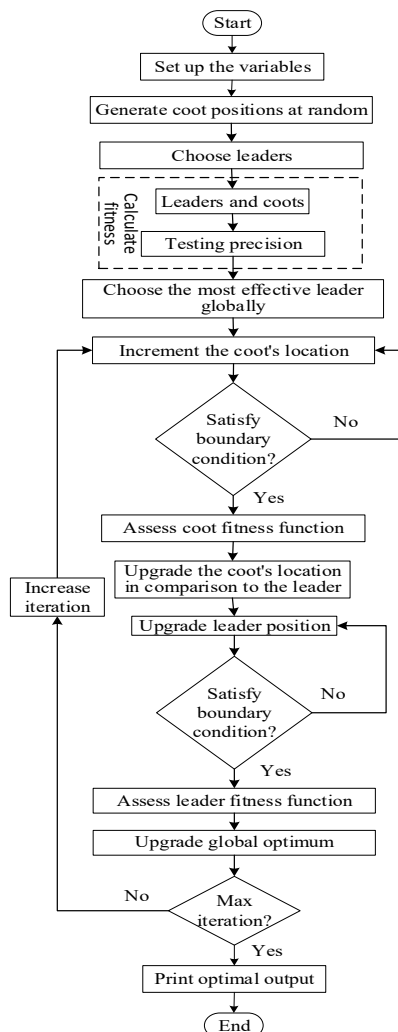 Start
Set up the variables
Generate coot positions at random
Choose leaders
Calculate
fitness
Leaders and coots
Testing precision
Choose the most effective leader
globally
Increment the coot's location
Satisfy
boundary
condition?
No
Yes
Assess coot fitness function
Upgrade the coot's location
in comparison to the leader
Increase
iteration
Upgrade leader position
Satisfy
boundary
condition?
No
Yes
Assess leader fitness function
Upgrade global optimum
Max
iteration?
No
Yes
Print optimal output
End